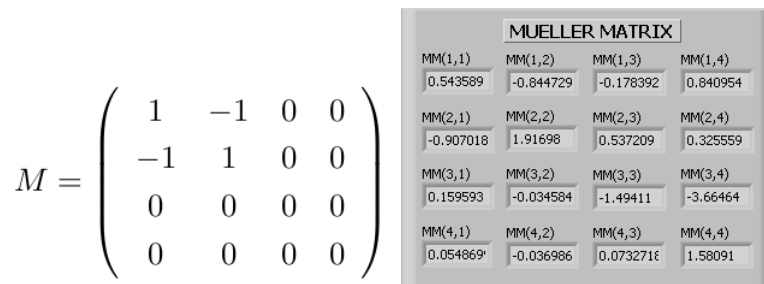 M = ( 1 −1 0 0
−1 1 0 0
0 0 0 0
0 0 0 0 )
MUELLER MATRIX
MM(1,1) MM(1,2) MM(1,3) MM(1,4)
0.543589 -0.844729 -0.178392 0.840954
MM(2,1) MM(2,2) MM(2,3) MM(2,4)
-0.907018 1.91698 0.537209 0.325559
MM(3,1) MM(3,2) MM(3,3) MM(3,4)
0.159593 -0.034584 -1.49411 -3.66464
MM(4,1) MM(4,2) MM(4,3) MM(4,4)
0.054869 -0.036986 0.073271 1.58091